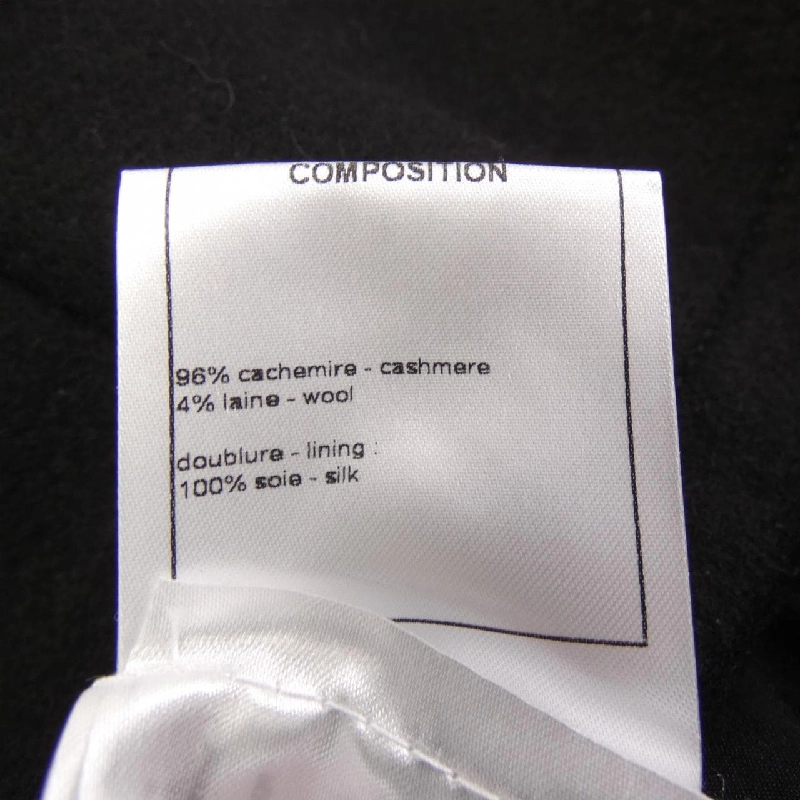 COMPOSITION
96% cachemire - cashmere
4% laine - wool
doublure - lining :
100% soie - silk